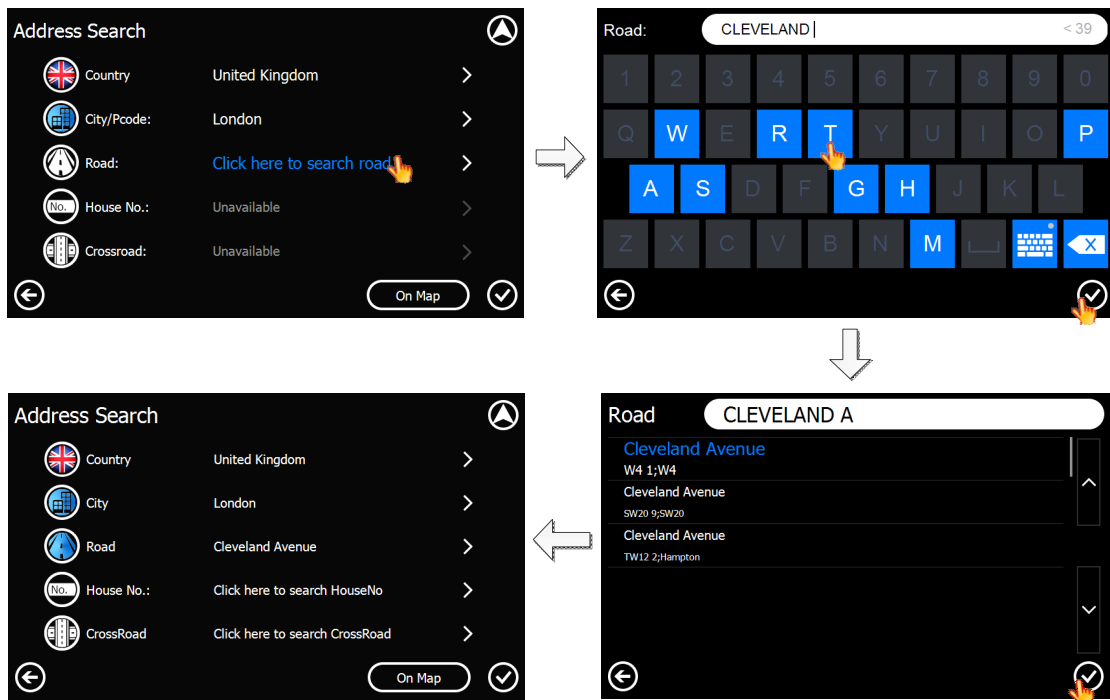 Address Search
Country United Kingdom
City/Pcode: London
Road: Click here to search road
No. House No.: Unavailable
Crossroad: Unavailable
On Map
Road: CLEVELAND < 39
1 2 3 4 5 6 7 8 9 0
Q W E R T Y U I O P
A S D F G H J K L
Z X C V B N M
Road CLEVELAND A
Cleveland Avenue
W4 1;W4
Cleveland Avenue
SW20 9;SW20
Cleveland Avenue
TW12 2;Hampton
Address Search
Country United Kingdom
City London
Road Cleveland Avenue
No. House No.: Click here to search HouseNo
CrossRoad Click here to search CrossRoad
On Map